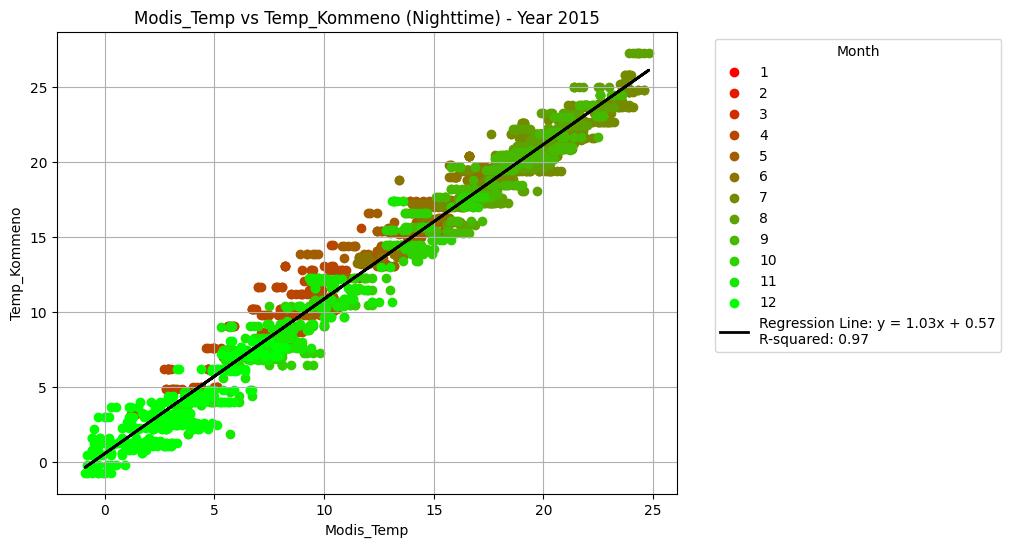 Modis_Temp vs Temp_Kommeno (Nighttime) - Year 2015
Temp_Kommeno
25
20
15
10
5
0
0 5 10 15 20 25
Modis_Temp
Month
1
2
3
4
5
6
7
8
9
10
11
12
Regression Line: y = 1.03x + 0.57
R-squared: 0.97